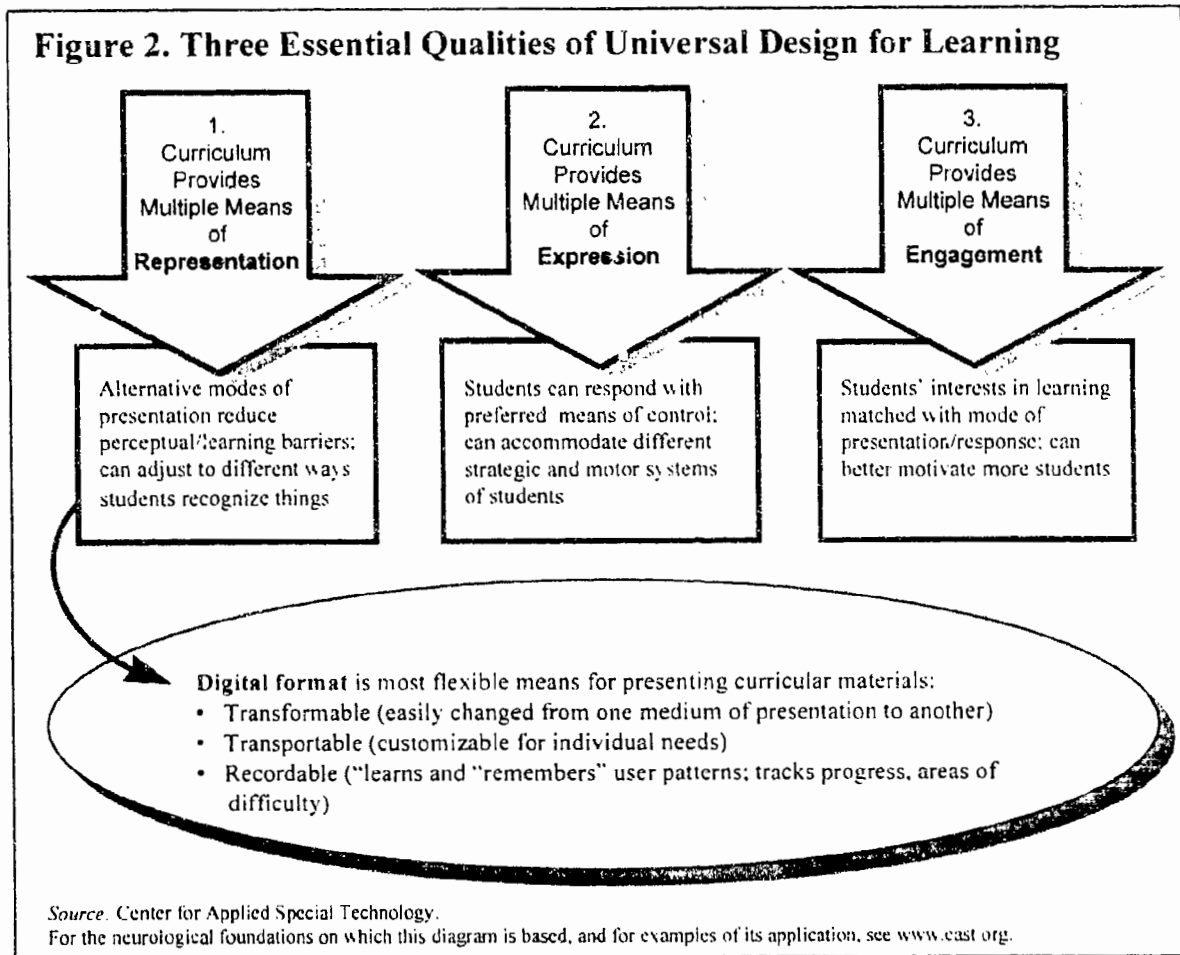 Figure 2. Three Essential Qualities of Universal Design for Learning
1.
Curriculum
Provides
Multiple Means
of
Representation
2.
Curriculum
Provides
Multiple Means
of
Expression
3.
Curriculum
Provides
Multiple Means
of
Engagement
Alternative modes of
presentation reduce
perceptual/learning barriers;
can adjust to different ways
students recognize things
Students can respond with
preferred means of control;
can accommodate different
strategic and motor systems
of students
Students' interests in learning
matched with mode of
presentation/response; can
better motivate more students
Digital format is most flexible means for presenting curricular materials:
• Transformable (easily changed from one medium of presentation to another)
• Transportable (customizable for individual needs)
• Recordable ("learns and "remembers" user patterns; tracks progress, areas of
difficulty)
Source. Center for Applied Special Technology.
For the neurological foundations on which this diagram is based, and for examples of its application, see www.cast.org.